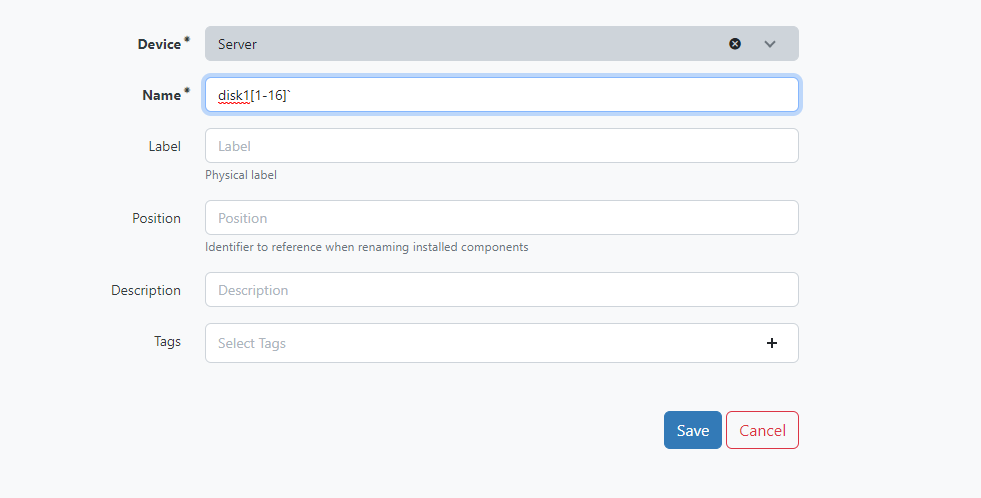 Device*
Server
Name*
disk1[1-16]`
Label
Label
Physical label
Position
Position
Identifier to reference when renaming installed components
Description
Description
Tags
Select Tags
Save
Cancel